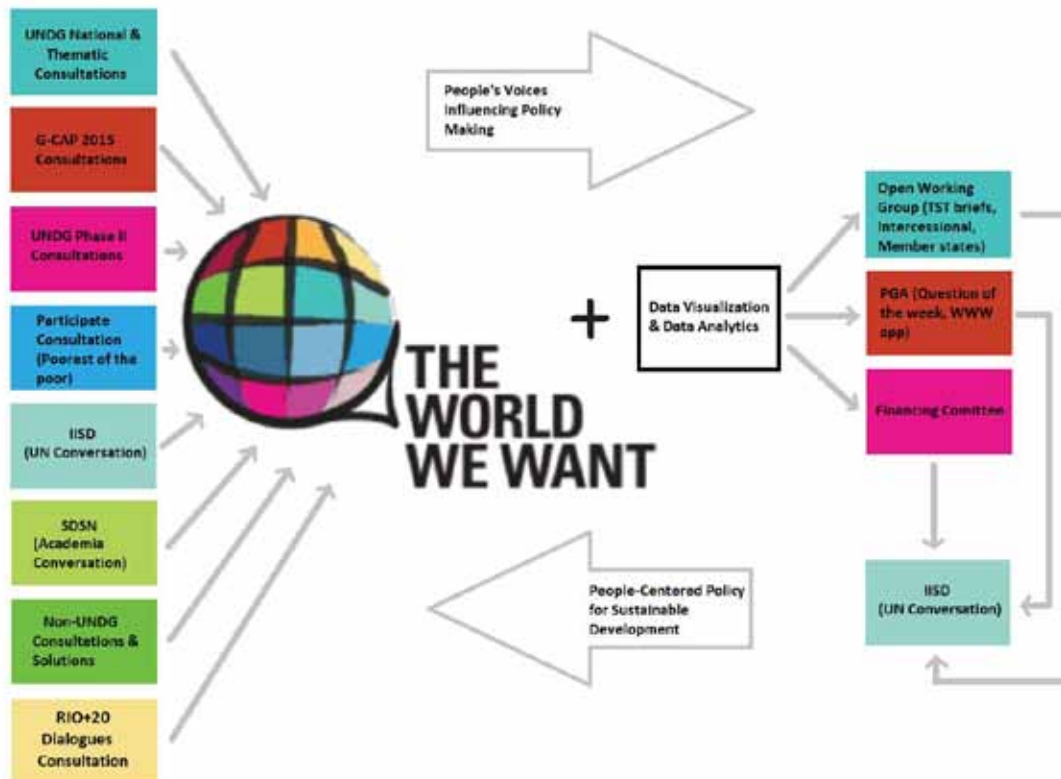 UNDG National &
Thematic
Consultations
G-CAP 2015
Consultations
UNDG Phase II
Consultations
Participate
Consultation
(Poorest of the
poor)
IISD
(UN Conversation)
SDSN
(Academia
Conversation)
Non-UNDG
Consultations &
Solutions
RIO+20
Dialogues
Consultation
People's Voices
Influencing Policy
Making
THE
WORLD
WE WANT
+
Data Visualization
& Data Analytics
People-Centered Policy
for Sustainable
Development
Open Working
Group (TST briefs,
Intercessional,
Member states)
PGA (Question of
the week, WWW
app)
Financing Comittee
IISD
(UN Conversation)